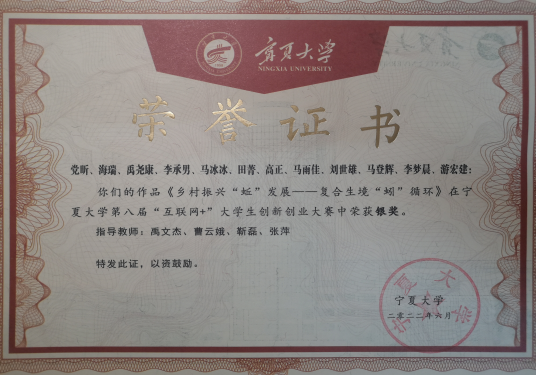 宁夏大学
NINGXIA UNIVERSITY
荣誉证书
党昕、海瑞、禹尧康、李承男、马冰冰、田菁、高正、马雨佳、刘世雄、马登辉、李梦晨、游宏建：
你们的作品《乡村振兴“蚯”发展——复合生境“蚓”循环》在宁
夏大学第八届“互联网+”大学生创新创业大赛中荣获银奖。
指导教师：禹文杰、曹云娥、靳磊、张萍
特发此证，以资鼓励。
宁夏大学
宁夏大学
二〇二二年六月